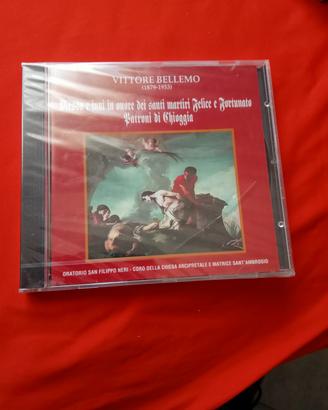 VITTORE BELLEMO
(1879-1953)
Messe e inni in onore dei santi martiri Felice e Fortunato
Patroni di Chioggia
ORATORIO SAN FILIPPO NERI - CORO DELLA CHIESA ARCIPRETALE E MATRICE SANT'AMBROGIO